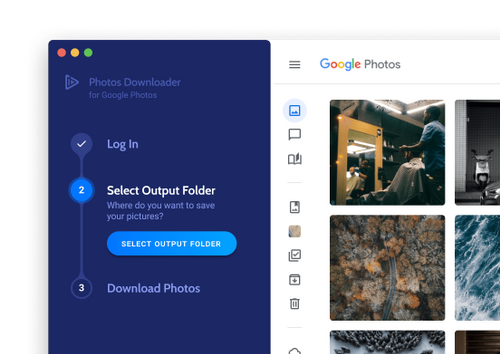 Photos Downloader
for Google Photos
Log In
2
Select Output Folder
Where do you want to save
your pictures?
SELECT OUTPUT FOLDER
3
Download Photos
Google Photos